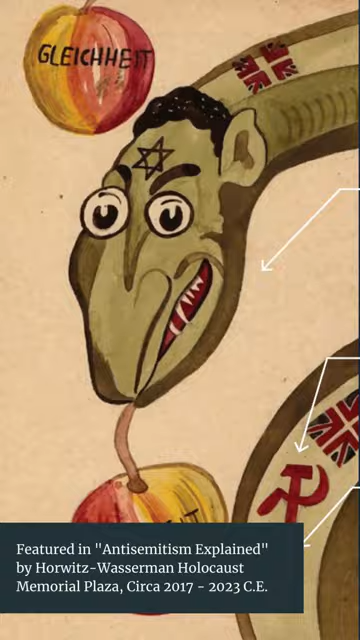 GLEICHHEIT
Featured in "Antisemitism Explained"
by Horwitz-Wasserman Holocaust
Memorial Plaza, Circa 2017 - 2023 C.E.